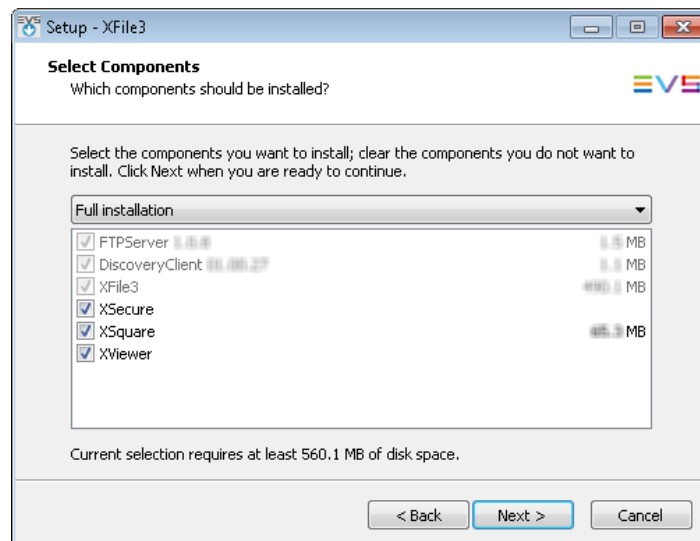 EVS
Setup - XFile3
Select Components
Which components should be installed?
EVS
Select the components you want to install; clear the components you do not want to
install. Click Next when you are ready to continue.
Full installation
FTPServer MB
DiscoveryClient MB
XFile3 MB
XSecure
XSquare MB
XViewer
Current selection requires at least 560.1 MB of disk space.
< Back Next > Cancel